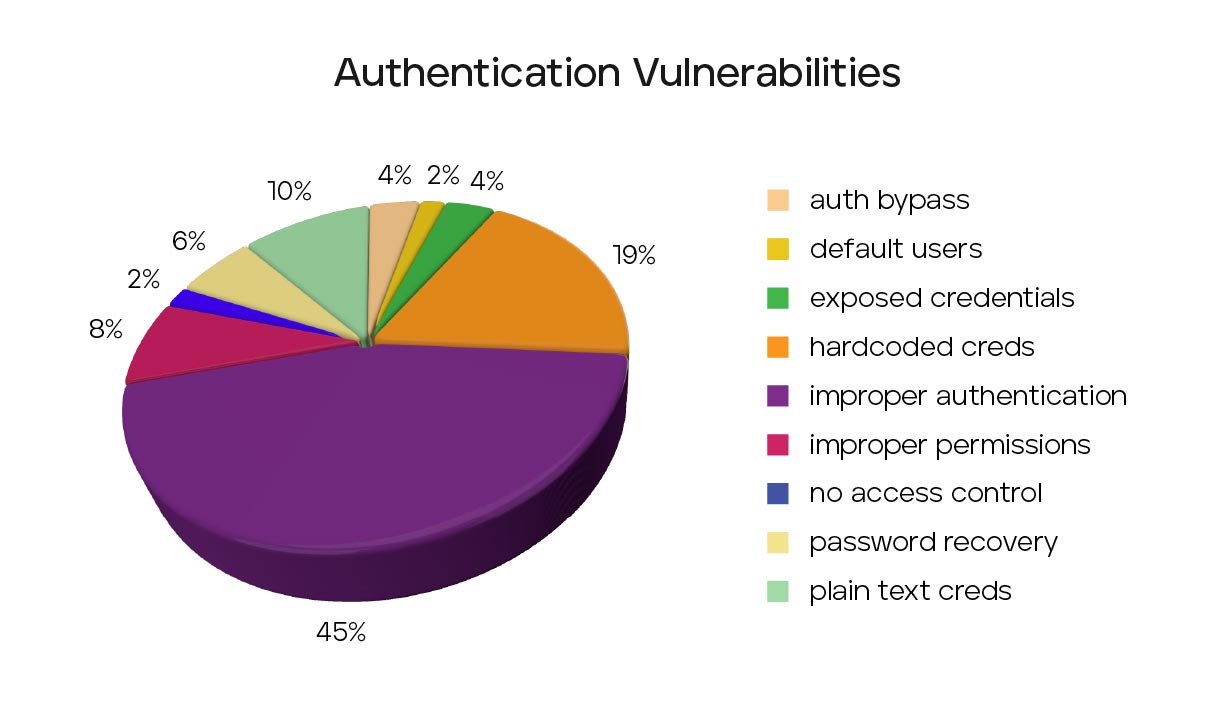 Authentication Vulnerabilities
4%
2%
4%
10%
6%
19%
2%
8%
45%
auth bypass
default users
exposed credentials
hardcoded creds
improper authentication
improper permissions
no access control
password recovery
plain text creds